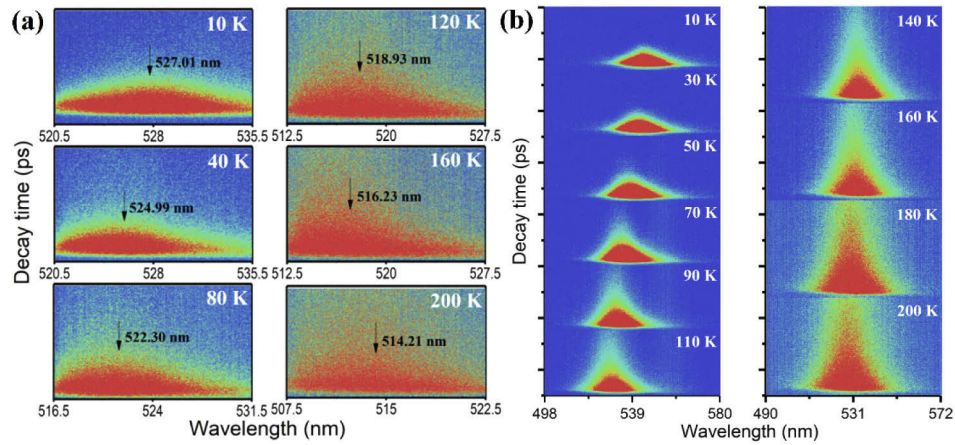 (a)
10 K
527.01 nm
520.5 528 535.5
40 K
524.99 nm
520.5 528 535.5
80 K
522.30 nm
516.5 524 531.5
120 K
518.93 nm
512.5 520 527.5
160 K
516.23 nm
512.5 520 527.5
200 K
514.21 nm
507.5 515 522.5
Decay time (ps)
Wavelength (nm)
(b)
10 K
30 K
50 K
70 K
90 K
110 K
498 539 580
140 K
160 K
180 K
200 K
490 531 572
Decay time (ps)
Wavelength (nm)